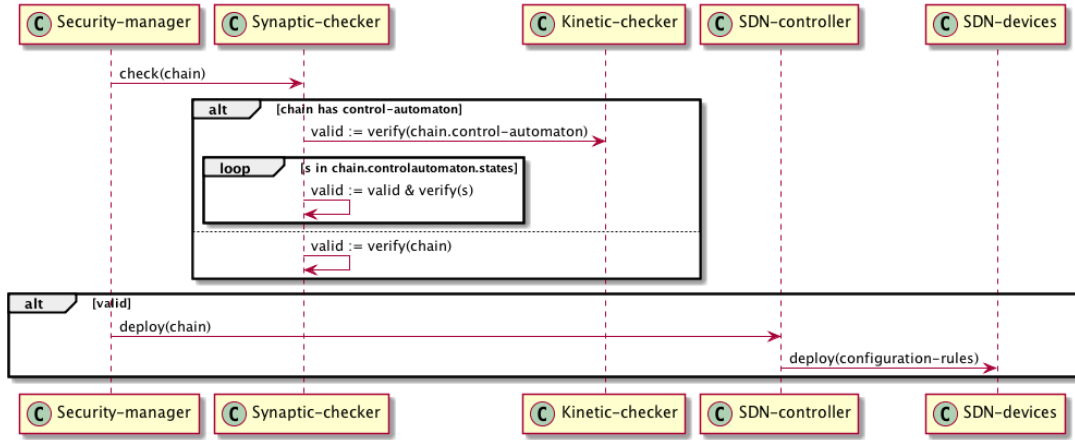 C Security-manager
C Synaptic-checker
C Kinetic-checker
C SDN-controller
C SDN-devices
check(chain)
alt [chain has control-automaton]
valid := verify(chain.control-automaton)
loop [s in chain.controlautomaton.states]
valid := valid & verify(s)
valid := verify(chain)
alt [valid]
deploy(chain)
deploy(configuration-rules)
C Security-manager
C Synaptic-checker
C Kinetic-checker
C SDN-controller
C SDN-devices